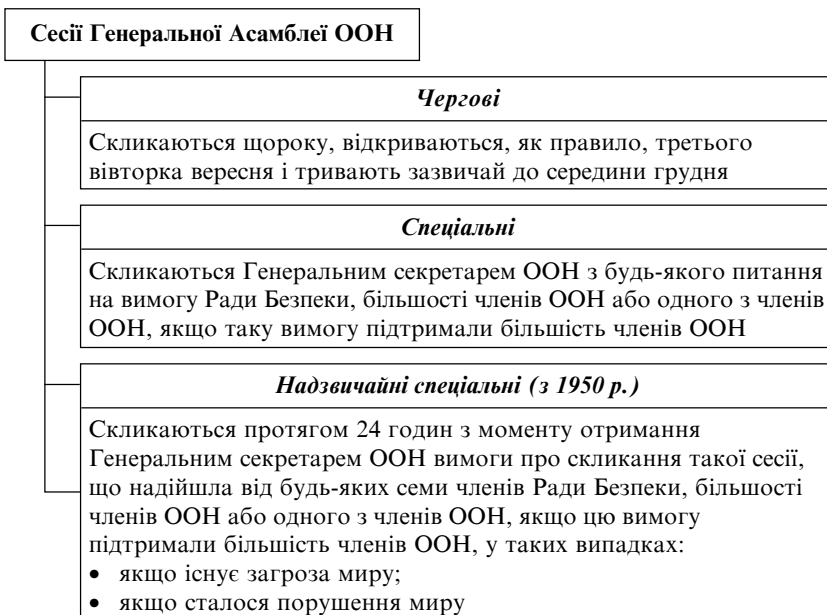 Сесії Генеральної Асамблеї ООН
Чергові
Скликаються щороку, відкриваються, як правило, третього
вівторка вересня і тривають зазвичай до середини грудня
Спеціальні
Скликаються Генеральним секретарем ООН з будь-якого питання
на вимогу Ради Безпеки, більшості членів ООН або одного з членів
ООН, якщо таку вимогу підтримали більшість членів ООН
Надзвичайні спеціальні (з 1950 р.)
Скликаються протягом 24 годин з моменту отримання
Генеральним секретарем ООН вимоги про скликання такої сесії,
що надійшла від будь-яких семи членів Ради Безпеки, більшості
членів ООН або одного з членів ООН, якщо цю вимогу
підтримали більшість членів ООН, у таких випадках:
• якщо існує загроза миру;
• якщо сталося порушення миру